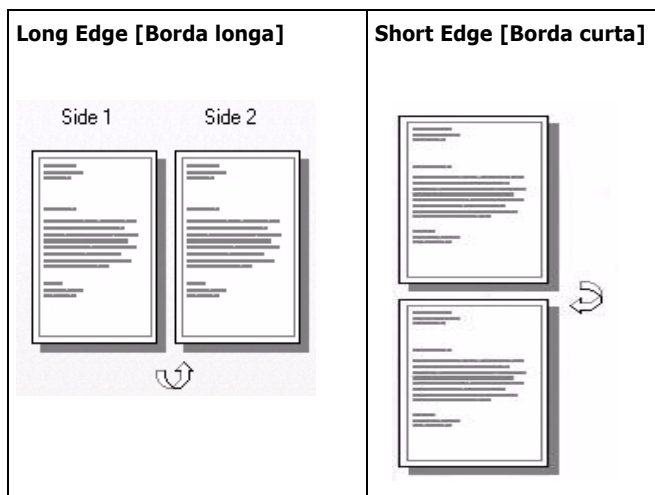 Long Edge [Borda longa]
Short Edge [Borda curta]
Side 1
Side 2